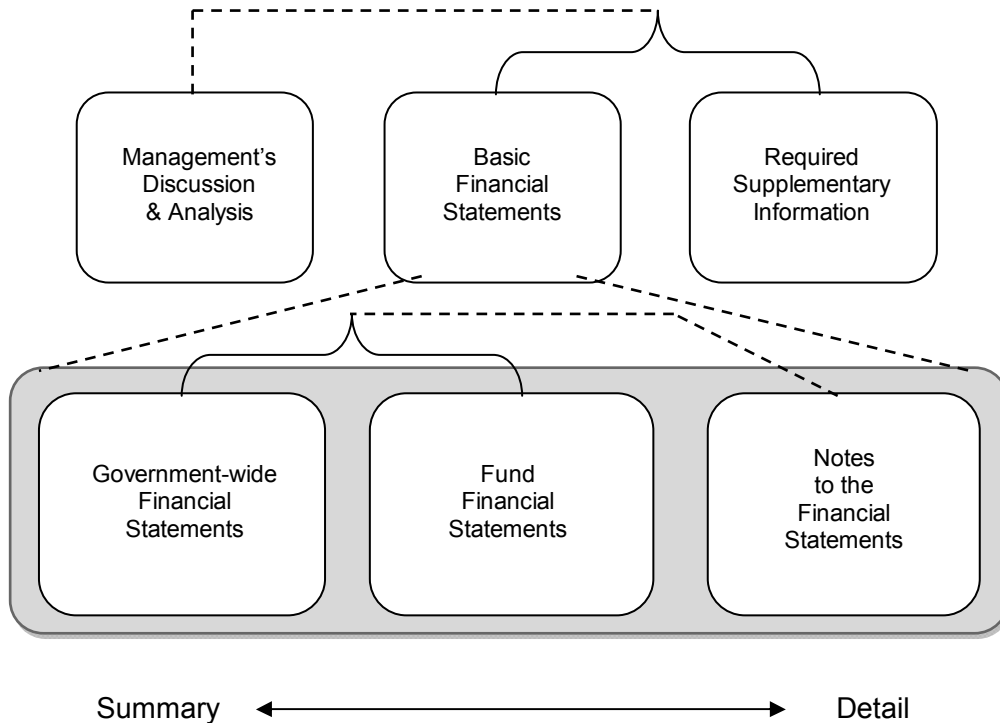 Management’s
Discussion
& Analysis
Basic
Financial
Statements
Required
Supplementary
Information
Government-wide
Financial
Statements
Fund
Financial
Statements
Notes
to the
Financial
Statements
Summary
Detail